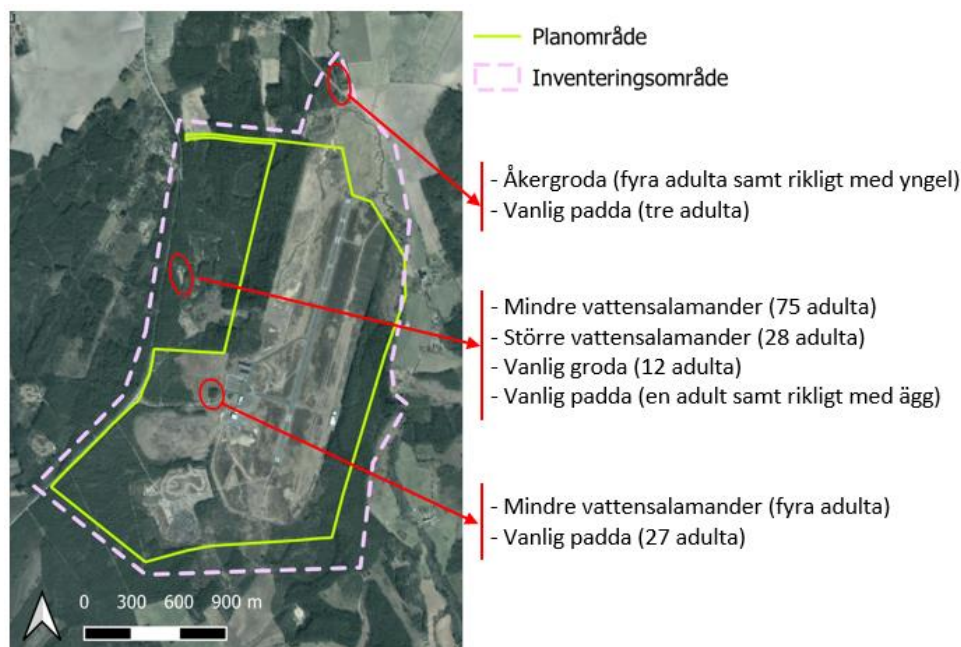 Planområde
Inventeringsområde
- Åkergroda (fyra adulta samt rikligt med yngel)
- Vanlig padda (tre adulta)
- Mindre vattensalamander (75 adulta)
- Större vattensalamander (28 adulta)
- Vanlig groda (12 adulta)
- Vanlig padda (en adult samt rikligt med ägg)
- Mindre vattensalamander (fyra adulta)
- Vanlig padda (27 adulta)
0 300 600 900 m